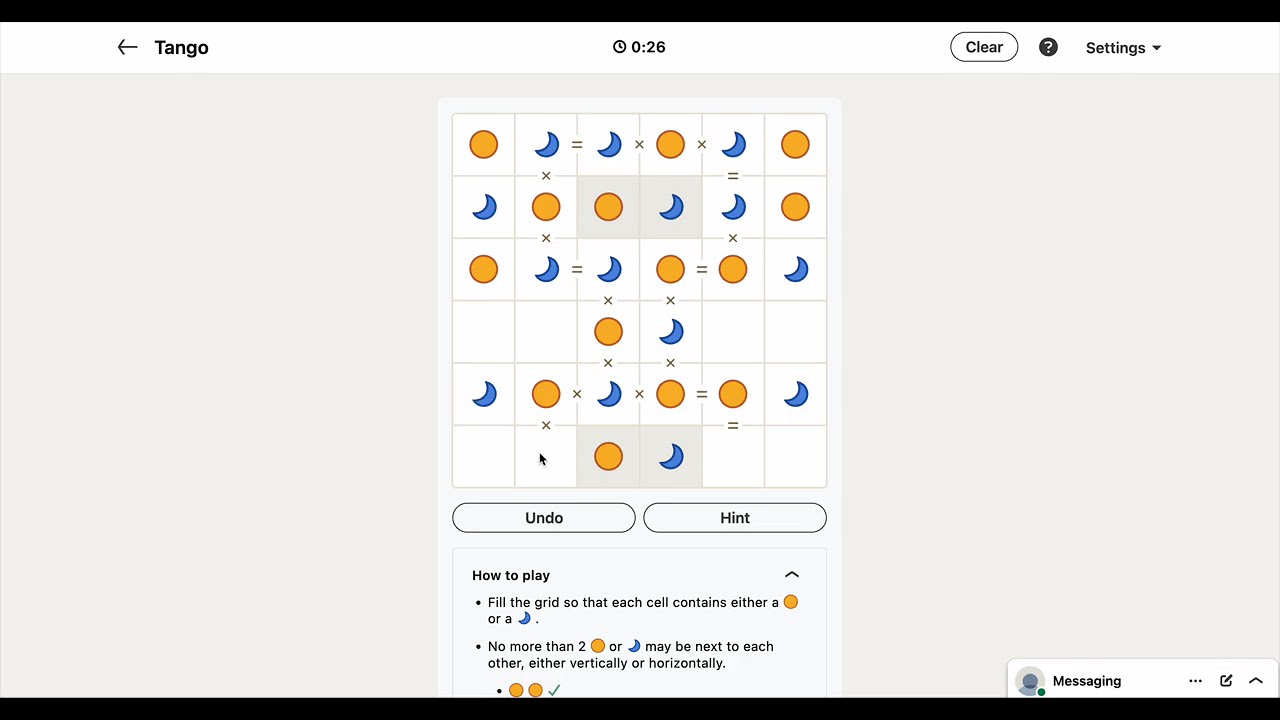 Tango
0:26
Clear
?
Settings
= × ×
× =
× ×
= =
× ×
× ×
× × =
× =
Undo
Hint
How to play
• Fill the grid so that each cell contains either a
or a .
• No more than 2 or may be next to each
other, either vertically or horizontally.
• ✓
Messaging